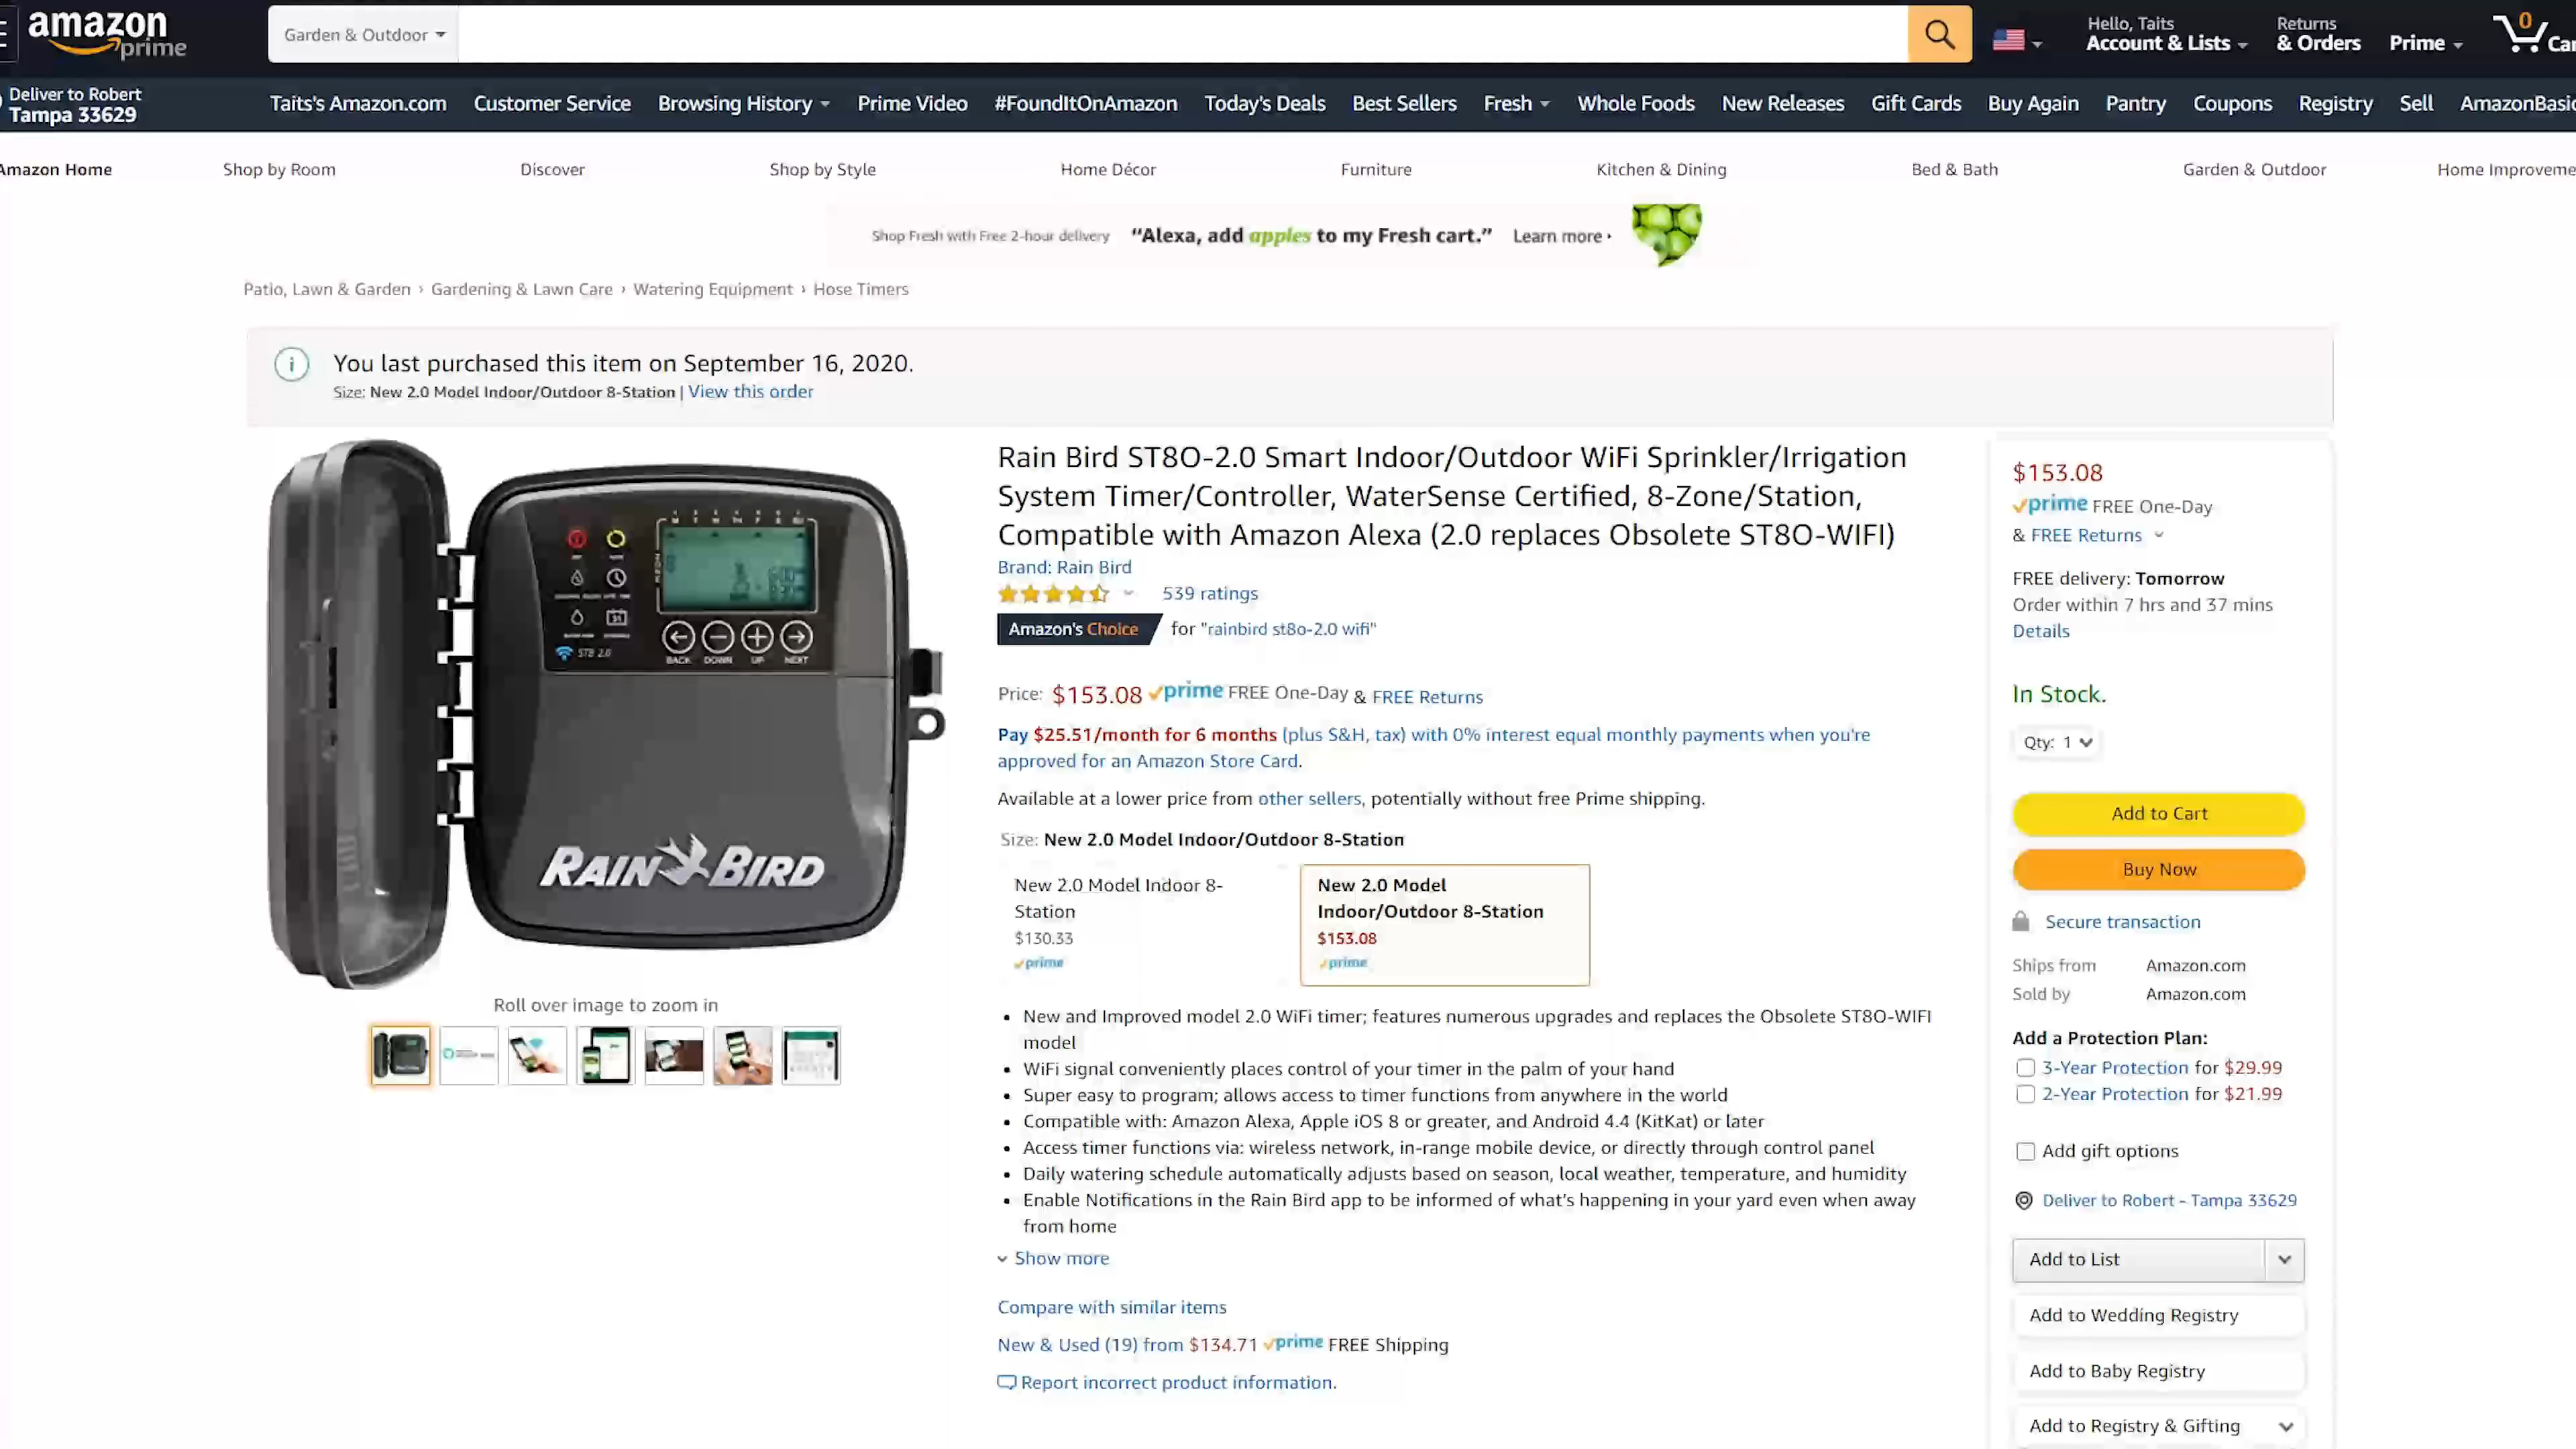 amazon
prime
Garden & Outdoor
Hello, Taits
Account & Lists
Returns
& Orders
Prime
0
Deliver to Robert
Tampa 33629
Taits's Amazon.com Customer Service Browsing History Prime Video #FoundItOnAmazon Today's Deals Best Sellers Fresh Whole Foods New Releases Gift Cards Buy Again Pantry Coupons Registry Sell
Amazon Home Shop by Room Discover Shop by Style Home Décor Furniture Kitchen & Dining Bed & Bath Garden & Outdoor
Shop Fresh with Free 2-hour delivery “Alexa, add apples to my Fresh cart.” Learn more ›
Patio, Lawn & Garden › Gardening & Lawn Care › Watering Equipment › Hose Timers
You last purchased this item on September 16, 2020.
Size: New 2.0 Model Indoor/Outdoor 8-Station | View this order
ST8 2.0
BACK DOWN UP NEXT
RAIN BIRD
Roll over image to zoom in
Rain Bird ST8O-2.0 Smart Indoor/Outdoor WiFi Sprinkler/Irrigation
System Timer/Controller, WaterSense Certified, 8-Zone/Station,
Compatible with Amazon Alexa (2.0 replaces Obsolete ST8O-WIFI)
Brand: Rain Bird
539 ratings
Amazon's Choice for "rainbird st8o-2.0 wifi"
Price: $153.08 prime FREE One-Day & FREE Returns
Pay $25.51/month for 6 months (plus S&H, tax) with 0% interest equal monthly payments when you're
approved for an Amazon Store Card.
Available at a lower price from other sellers, potentially without free Prime shipping.
Size: New 2.0 Model Indoor/Outdoor 8-Station
New 2.0 Model Indoor 8-
Station
$130.33
prime
New 2.0 Model
Indoor/Outdoor 8-Station
$153.08
prime
• New and Improved model 2.0 WiFi timer; features numerous upgrades and replaces the Obsolete ST8O-WIFI
model
• WiFi signal conveniently places control of your timer in the palm of your hand
• Super easy to program; allows access to timer functions from anywhere in the world
• Compatible with: Amazon Alexa, Apple iOS 8 or greater, and Android 4.4 (KitKat) or later
• Access timer functions via: wireless network, in-range mobile device, or directly through control panel
• Daily watering schedule automatically adjusts based on season, local weather, temperature, and humidity
• Enable Notifications in the Rain Bird app to be informed of what's happening in your yard even when away
from home
Show more
Compare with similar items
New & Used (19) from $134.71 prime FREE Shipping
Report incorrect product information.
$153.08
prime FREE One-Day
& FREE Returns
FREE delivery: Tomorrow
Order within 7 hrs and 37 mins
Details
In Stock.
Qty: 1
Add to Cart
Buy Now
Secure transaction
Ships from Amazon.com
Sold by Amazon.com
Add a Protection Plan:
3-Year Protection for $29.99
2-Year Protection for $21.99
Add gift options
Deliver to Robert - Tampa 33629
Add to List
Add to Wedding Registry
Add to Baby Registry
Add to Registry & Gifting